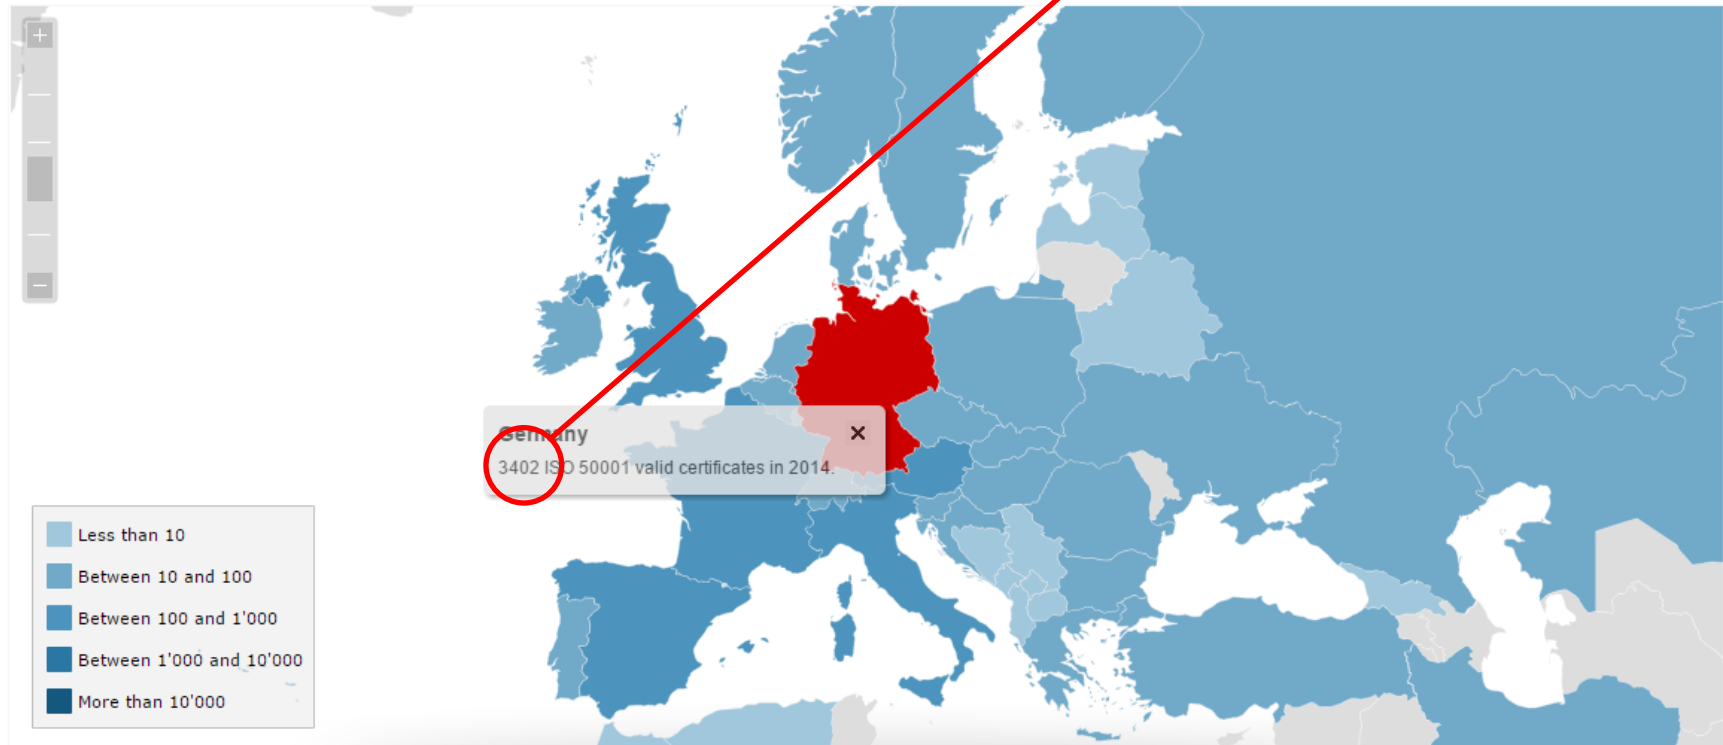 +
−
Germany
3402 ISO 50001 valid certificates in 2014.
Less than 10
Between 10 and 100
Between 100 and 1'000
Between 1'000 and 10'000
More than 10'000